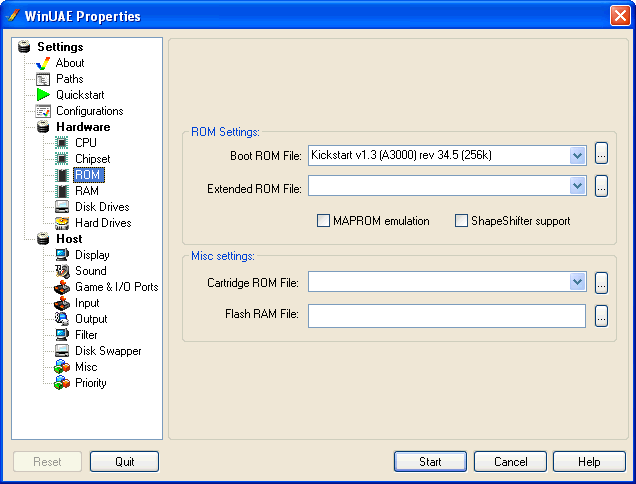 WinUAE Properties
Settings
About
Paths
Quickstart
Configurations
Hardware
CPU
Chipset
ROM
RAM
Disk Drives
Hard Drives
Host
Display
Sound
Game & I/O Ports
Input
Output
Filter
Disk Swapper
Misc
Priority
ROM Settings:
Boot ROM File: Kickstart v1.3 (A3000) rev 34.5 (256k) ...
Extended ROM File: ...
MAPROM emulation ShapeShifter support
Misc settings:
Cartridge ROM File: ...
Flash RAM File: ...
Reset Quit Start Cancel Help